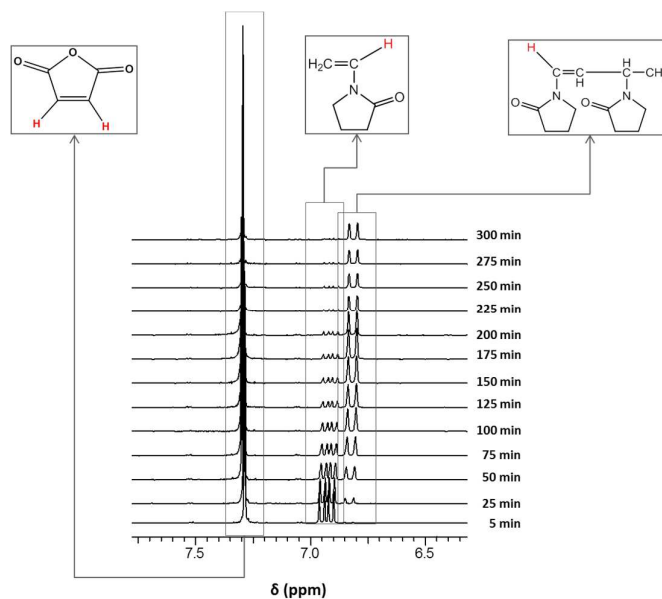 O
O O
H H
H
H₂C
N
O
H H
CH
H
N N
O O
300 min
275 min
250 min
225 min
200 min
175 min
150 min
125 min
100 min
75 min
50 min
25 min
5 min
7.5 7.0 6.5
δ (ppm)